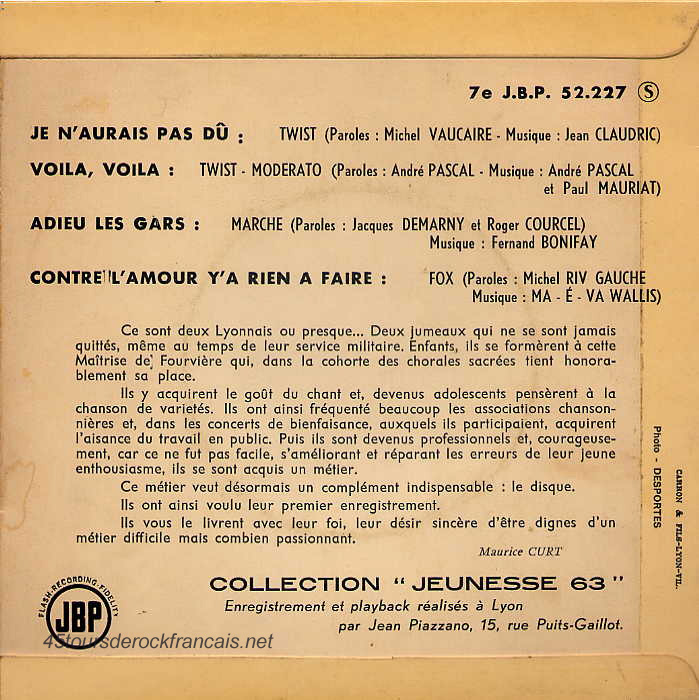 7e J.B.P. 52.227 Ⓢ
JE N'AURAIS PAS DÛ : TWIST (Paroles : Michel VAUCAIRE - Musique : Jean CLAUDRIC)
VOILA, VOILA : TWIST - MODERATO (Paroles : André PASCAL - Musique : André PASCAL
et Paul MAURIAT)
ADIEU LES GARS : MARCHE (Paroles : Jacques DEMARNY et Roger COURCEL)
Musique : Fernand BONIFAY
CONTRE L'AMOUR Y'A RIEN A FAIRE : FOX (Paroles : Michel RIV GAUCHE
Musique : MA - É - VA WALLIS)
Ce sont deux Lyonnais ou presque... Deux jumeaux qui ne se sont jamais
quittés, même au temps de leur service militaire. Enfants, ils se formèrent à cette
Maîtrise de Fourvière qui, dans la cohorte des chorales sacrées tient honora-
blement sa place.
Ils y acquirent le goût du chant et, devenus adolescents pensèrent à la
chanson de varietés. Ils ont ainsi fréquenté beaucoup les associations chanson-
nières et, dans les concerts de bienfaisance, auxquels ils participaient, acquirent
l'aisance du travail en public. Puis ils sont devenus professionnels et, courageuse-
ment, car ce ne fut pas facile, s'améliorant et réparant les erreurs de leur jeune
enthousiasme, ils se sont acquis un métier.
Ce métier veut désormais un complément indispensable : le disque.
Ils ont ainsi voulu leur premier enregistrement.
Ils vous le livrent avec leur foi, leur désir sincère d'être dignes d'un
métier difficile mais combien passionnant.
Maurice CURT
COLLECTION " JEUNESSE 63 "
Enregistrement et playback réalisés à Lyon
par Jean Piazzano, 15, rue Puits-Gaillot.
FLASH-RECORDING-FIDELITY
JBP
45toursderockfrancais.net
Photo - DESPORTES
CARRON & FILS-LYON-VIL.